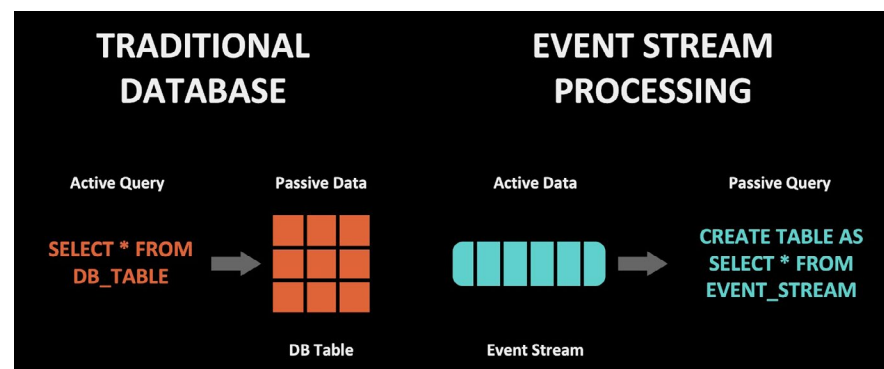 TRADITIONAL
DATABASE
Active Query
Passive Data
SELECT * FROM
DB_TABLE
DB Table
EVENT STREAM
PROCESSING
Active Data
Passive Query
CREATE TABLE AS
SELECT * FROM
EVENT_STREAM
Event Stream